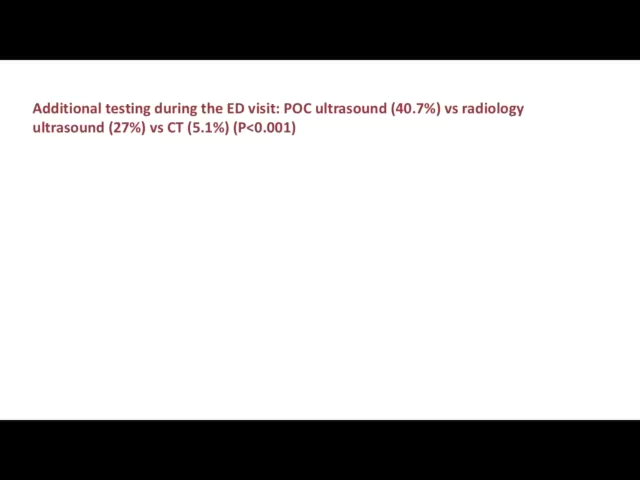 Additional testing during the ED visit: POC ultrasound (40.7%) vs radiology
ultrasound (27%) vs CT (5.1%) (P<0.001)